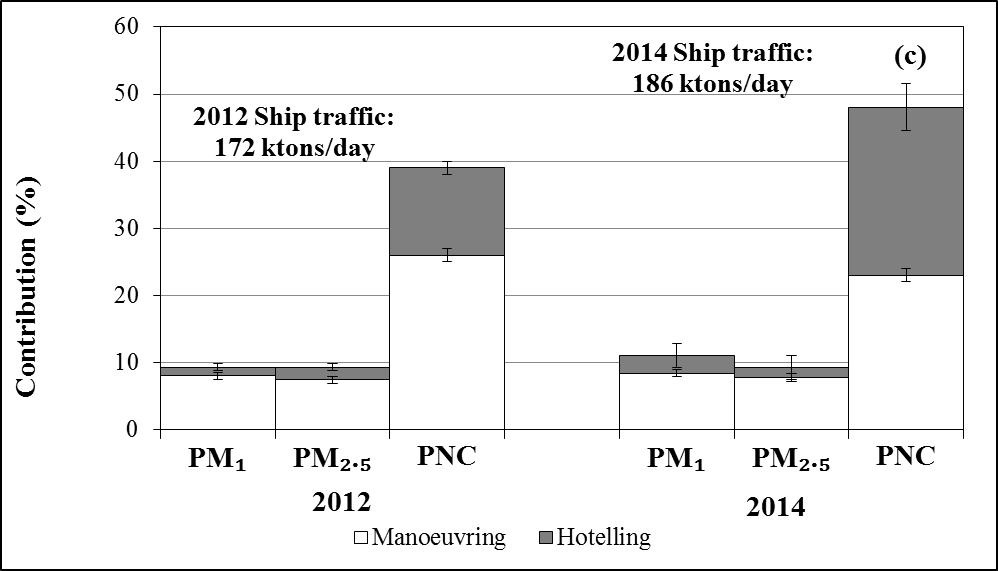 60
50
40
30
20
10
0
Contribution (%)
2012 Ship traffic:
172 ktons/day
2014 Ship traffic:
186 ktons/day
(c)
PM₁ PM₂.₅ PNC PM₁ PM₂.₅ PNC
2012 2014
Manoeuvring Hotelling